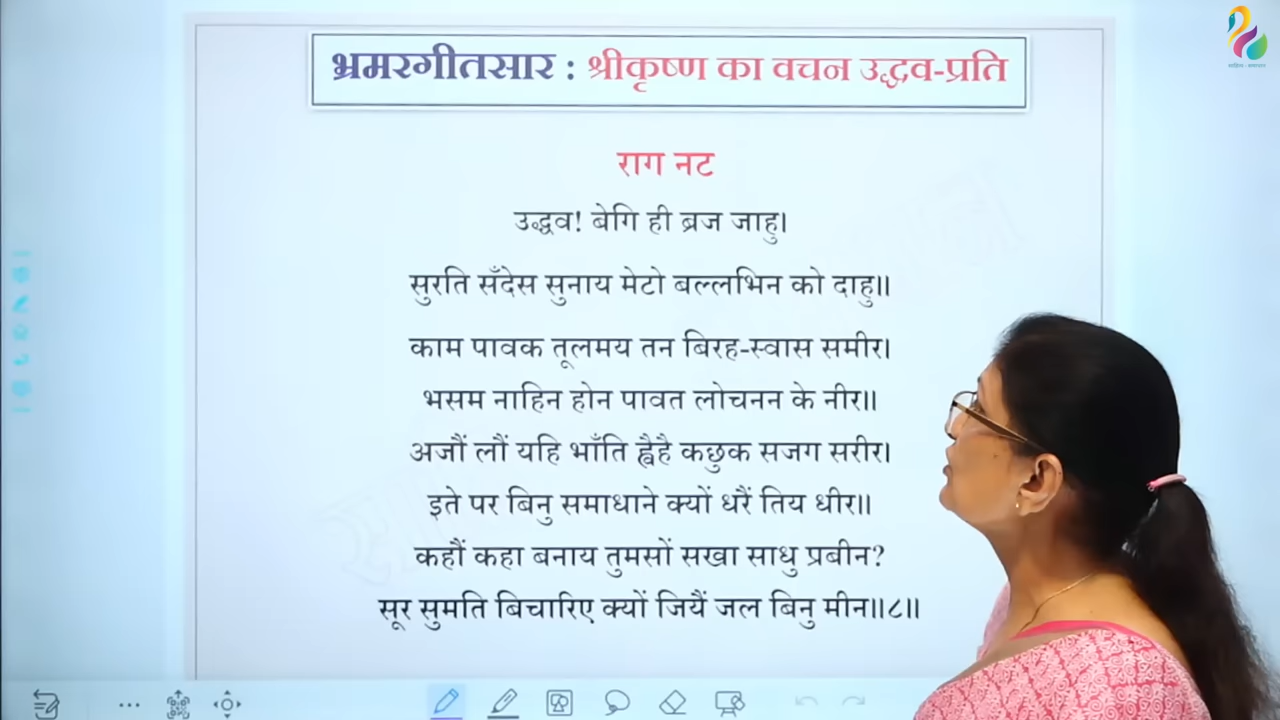 भ्रमरगीतसार : श्रीकृष्ण का वचन उद्धव-प्रति
राग नट
उद्धव! बेगि ही ब्रज जाहु।
सुरति सँदेस सुनाय मेटो बल्लभिन को दाहु॥
काम पावक तूलमय तन बिरह-स्वास समीर।
भसम नाहिन होन पावत लोचनन के नीर॥
अजौं लौं यहि भाँति ह्वैहै कछुक सजग सरीर।
इते पर बिनु समाधाने क्यों धरैं तिय धीर॥
कहौं कहा बनाय तुमसों सखा साधु प्रबीन?
सूर सुमति बिचारिए क्यों जियैं जल बिनु मीन॥८॥